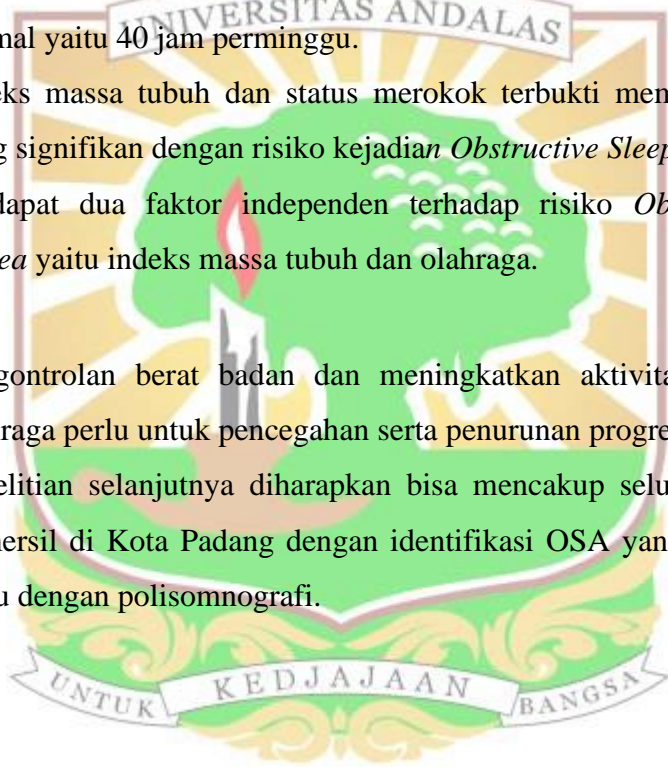 UNIVERSITAS ANDALAS
mal yaitu 40 jam perminggu.
eks massa tubuh dan status merokok terbukti mem
g signifikan dengan risiko kejadian Obstructive Sleep
dapat dua faktor independen terhadap risiko Ob
ea yaitu indeks massa tubuh dan olahraga.
gontrolan berat badan dan meningkatkan aktivita
raga perlu untuk pencegahan serta penurunan progre
elitian selanjutnya diharapkan bisa mencakup selu
mersil di Kota Padang dengan identifikasi OSA yan
u dengan polisomnografi.
UNTUK KEDJAJAAN BANGSA